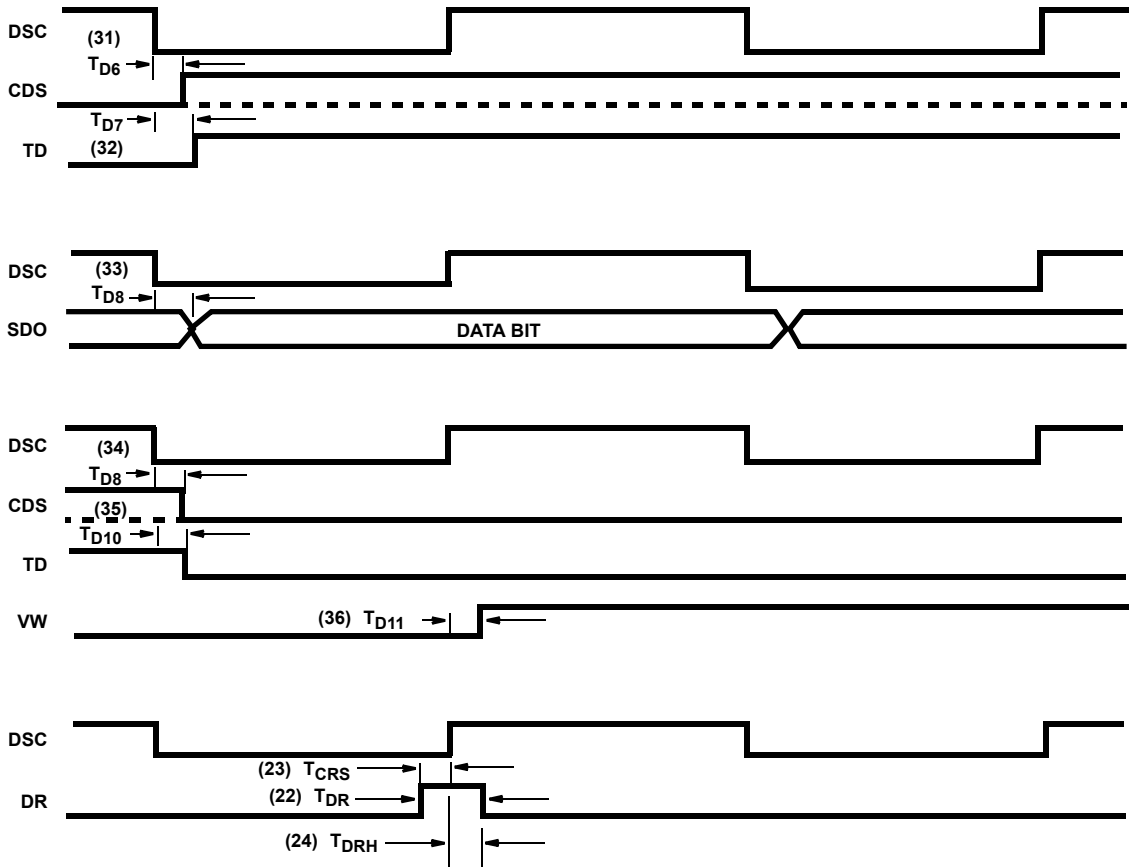 DSC
(31)
TD6
CDS
TD7
TD
(32)
DSC
(33)
TD8
SDO
DATA BIT
DSC
(34)
TD8
CDS
(35)
TD10
TD
VW
(36) TD11
DSC
(23) TCRS
DR
(22) TDR
(24) TDRH